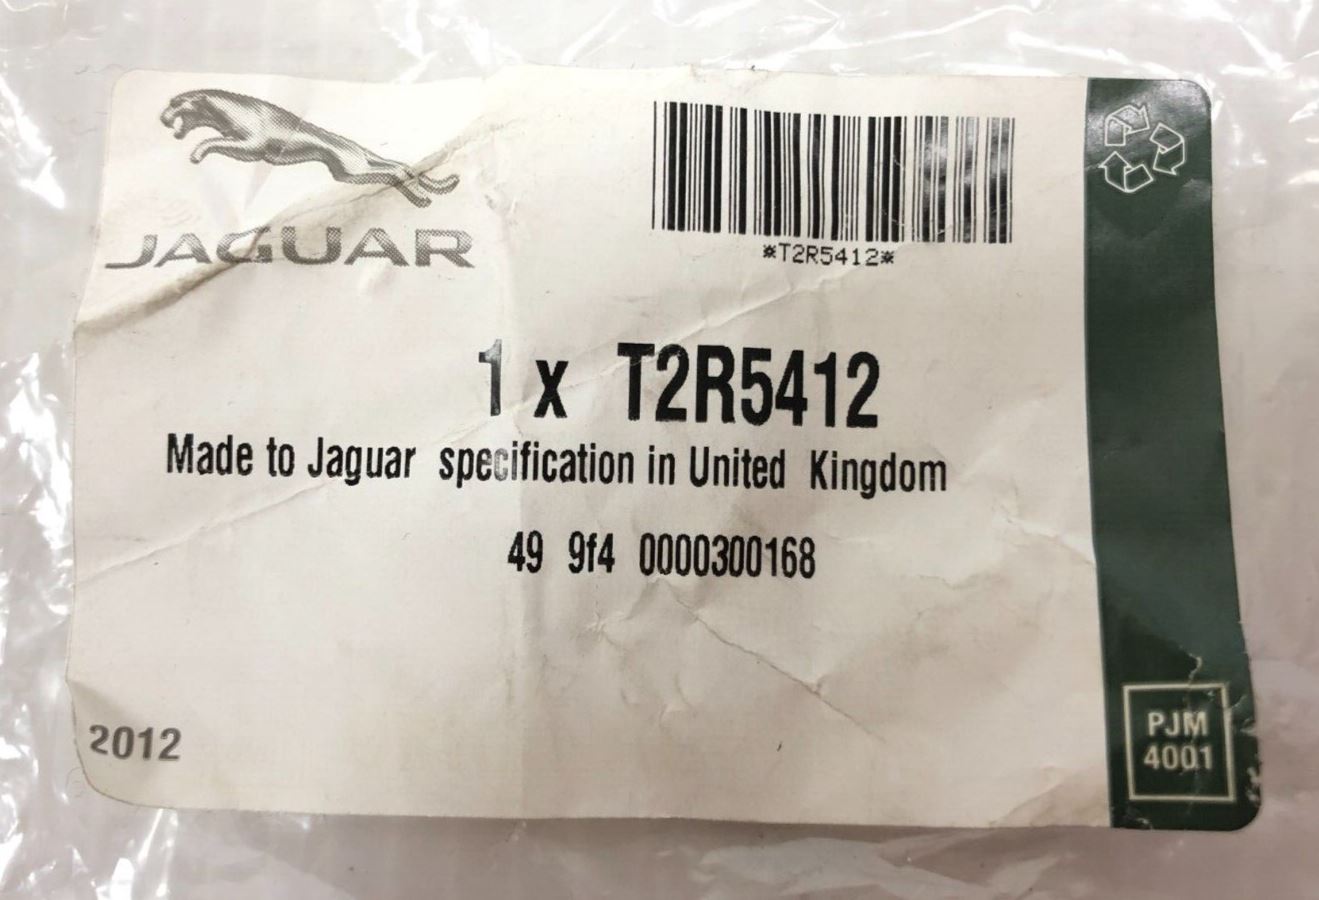 JAGUAR
*T2R5412*
1 x T2R5412
Made to Jaguar specification in United Kingdom
49 9f4 0000300168
2012
PJM
4001